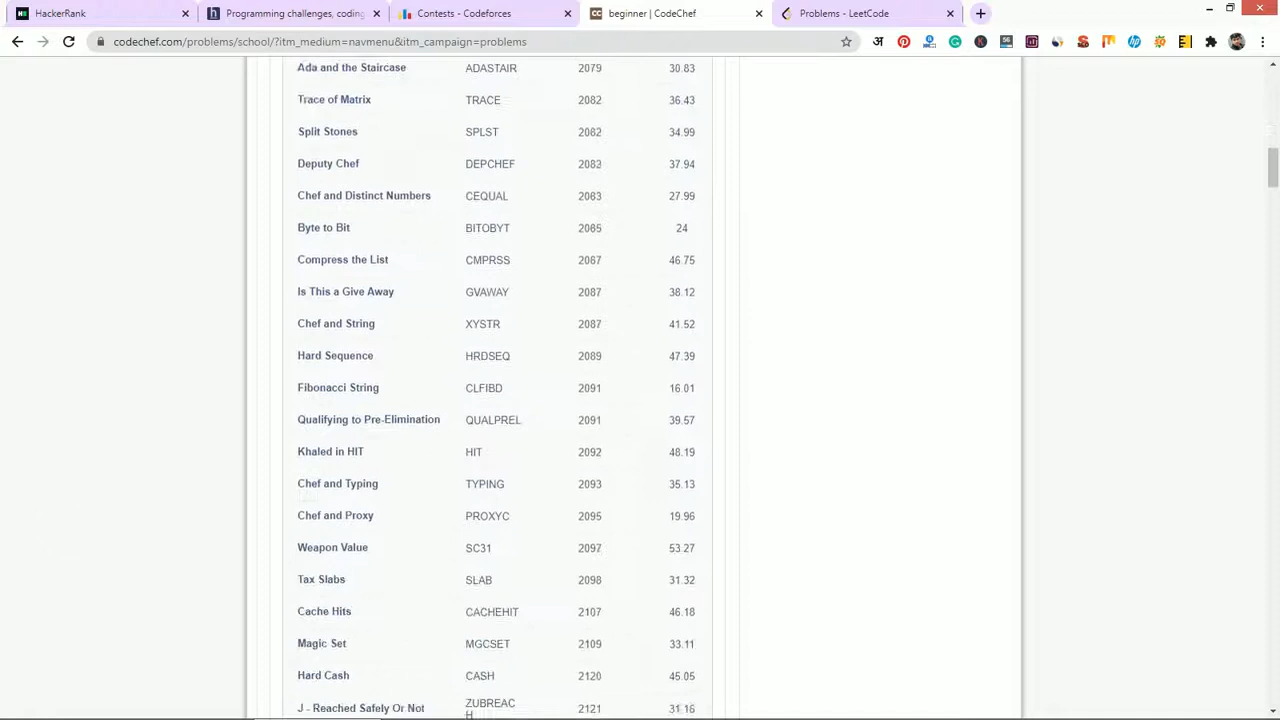 HackerRank
Programming challenges, coding
Contests - Codeforces
beginner | CodeChef
Problems - LeetCode
codechef.com/problems/school/?itm_medium=navmenu&itm_campaign=problems
Ada and the Staircase ADASTAIR 2079 30.83
Trace of Matrix TRACE 2082 36.43
Split Stones SPLST 2082 34.99
Deputy Chef DEPCHEF 2083 37.94
Chef and Distinct Numbers CEQUAL 2083 27.99
Byte to Bit BITOBYT 2085 24
Compress the List CMPRSS 2087 46.75
Is This a Give Away GVAWAY 2087 38.12
Chef and String XYSTR 2087 41.52
Hard Sequence HRDSEQ 2089 47.39
Fibonacci String CLFIBD 2091 16.01
Qualifying to Pre-Elimination QUALPREL 2091 39.57
Khaled in HIT HIT 2092 48.19
Chef and Typing TYPING 2093 35.13
Chef and Proxy PROXYC 2095 19.96
Weapon Value SC31 2097 53.27
Tax Slabs SLAB 2098 31.32
Cache Hits CACHEHIT 2107 46.18
Magic Set MGCSET 2109 33.11
Hard Cash CASH 2120 45.05
J - Reached Safely Or Not ZUBREAC 2121 31.16
H